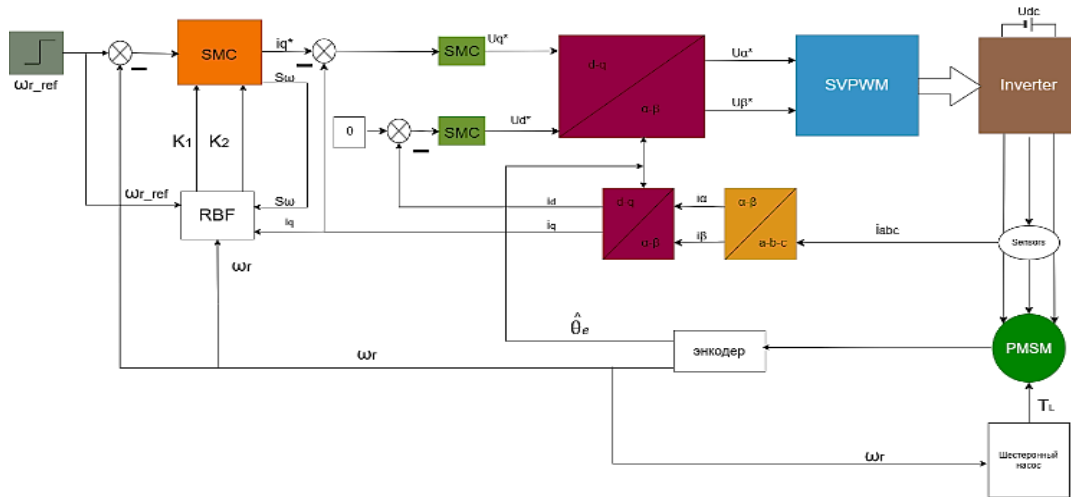 Udc
ωr_ref
SMC
iq*
Sω
SMC
Uq*
d-q
α-β
Uα*
Uβ*
SVPWM
Inverter
0
SMC
Ud*
K1
K2
ωr_ref
RBF
Sω
iq
id
iq
d-q
α-β
iα
iβ
α-β
a-b-c
iabc
Sensors
ωr
θ̂e
энкодер
PMSM
ωr
TL
ωr
Шестеронный
насос